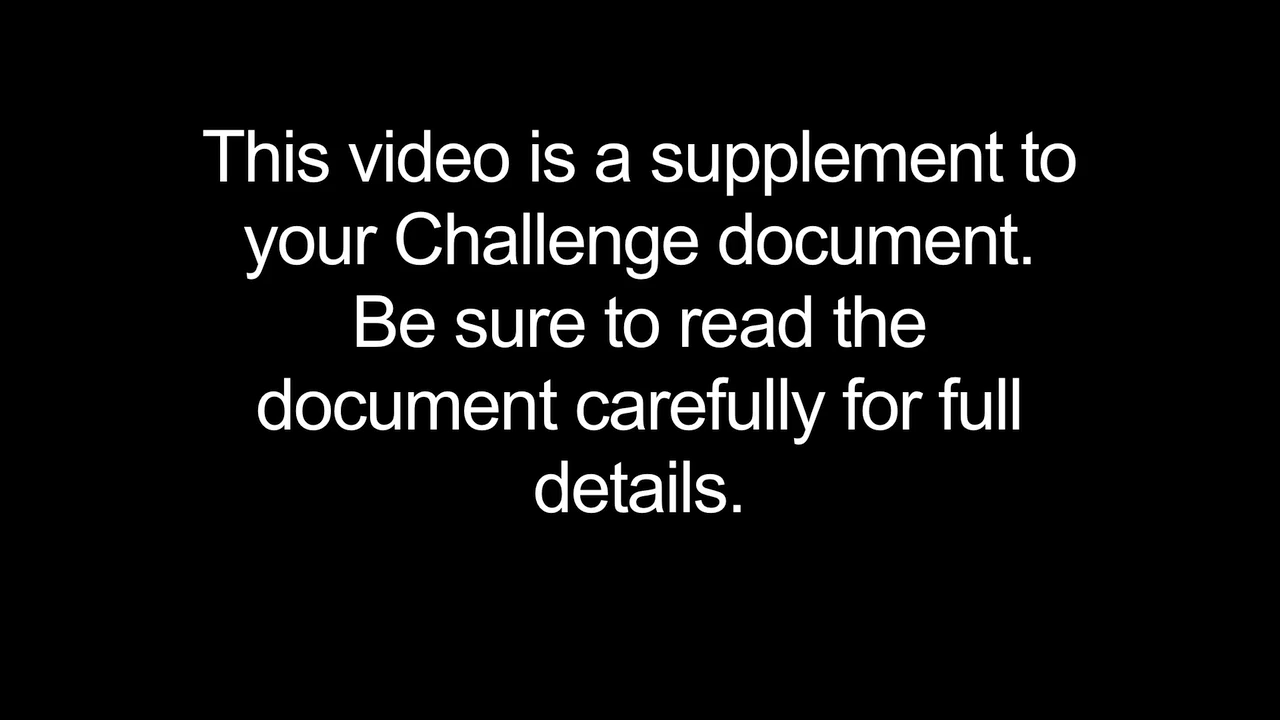 This video is a supplement to
your Challenge document.
Be sure to read the
document carefully for full
details.